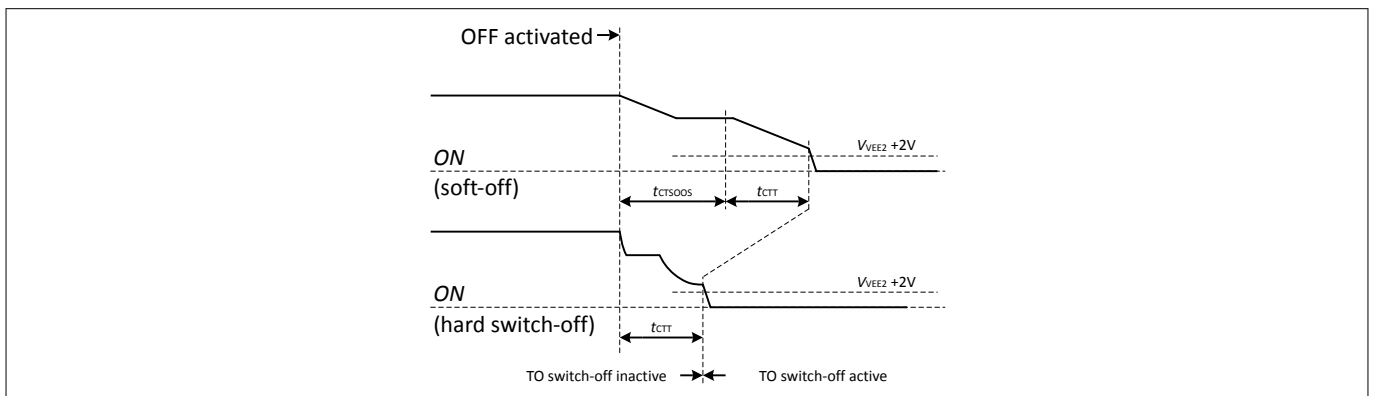 OFF activated
VVEE2 +2V
ON
(soft-off)
tCTSOOS
tCTT
VVEE2 +2V
ON
(hard switch-off)
tCTT
TO switch-off inactive
TO switch-off active